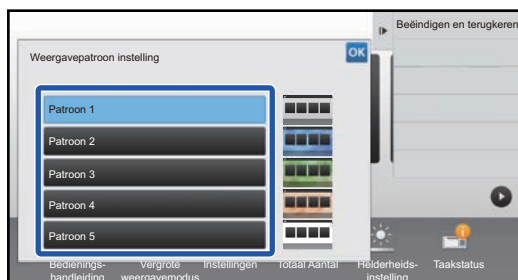 Beëindigen en terugkeren
Weergavepatroon instelling
OK
Patroon 1
Patroon 2
Patroon 3
Patroon 4
Patroon 5
Bedienings-
handleiding
Vergrote
weergavemodus
Instellingen
Totaal Aantal
Helderheids-
instelling
Taakstatus